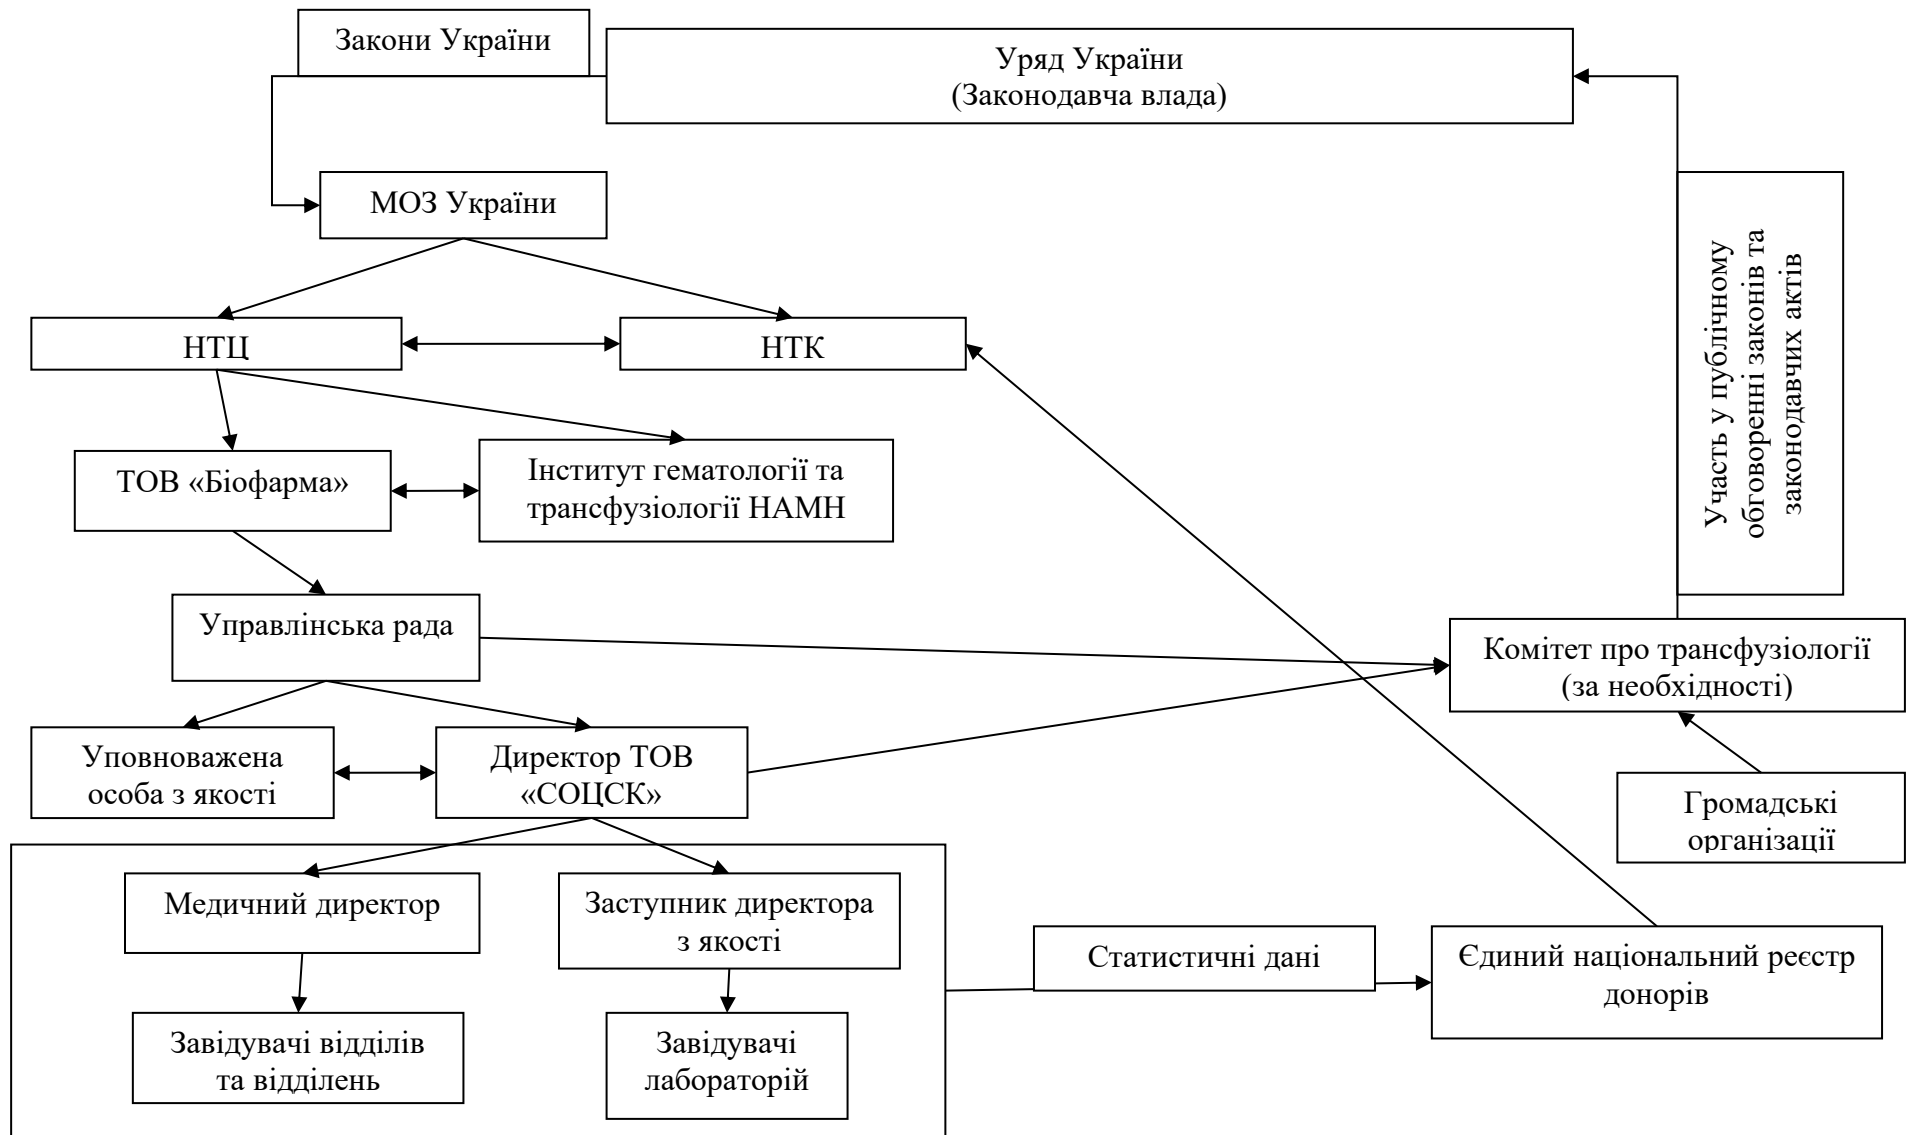 Закони України
Уряд України
(Законодавча влада)
МОЗ України
НТЦ
НТК
ТОВ «Біофарма»
Інститут гематології та
трансфузіології НАМН
Участь у публічному
обговоренні законів та
законодавчих актів
Управлінська рада
Комітет про трансфузіології
(за необхідності)
Уповноважена
особа з якості
Директор ТОВ
«СОЦСК»
Громадські
організації
Медичний директор
Заступник директора
з якості
Статистичні дані
Єдиний національний реєстр
донорів
Завідувачі відділів
та відділень
Завідувачі
лабораторій